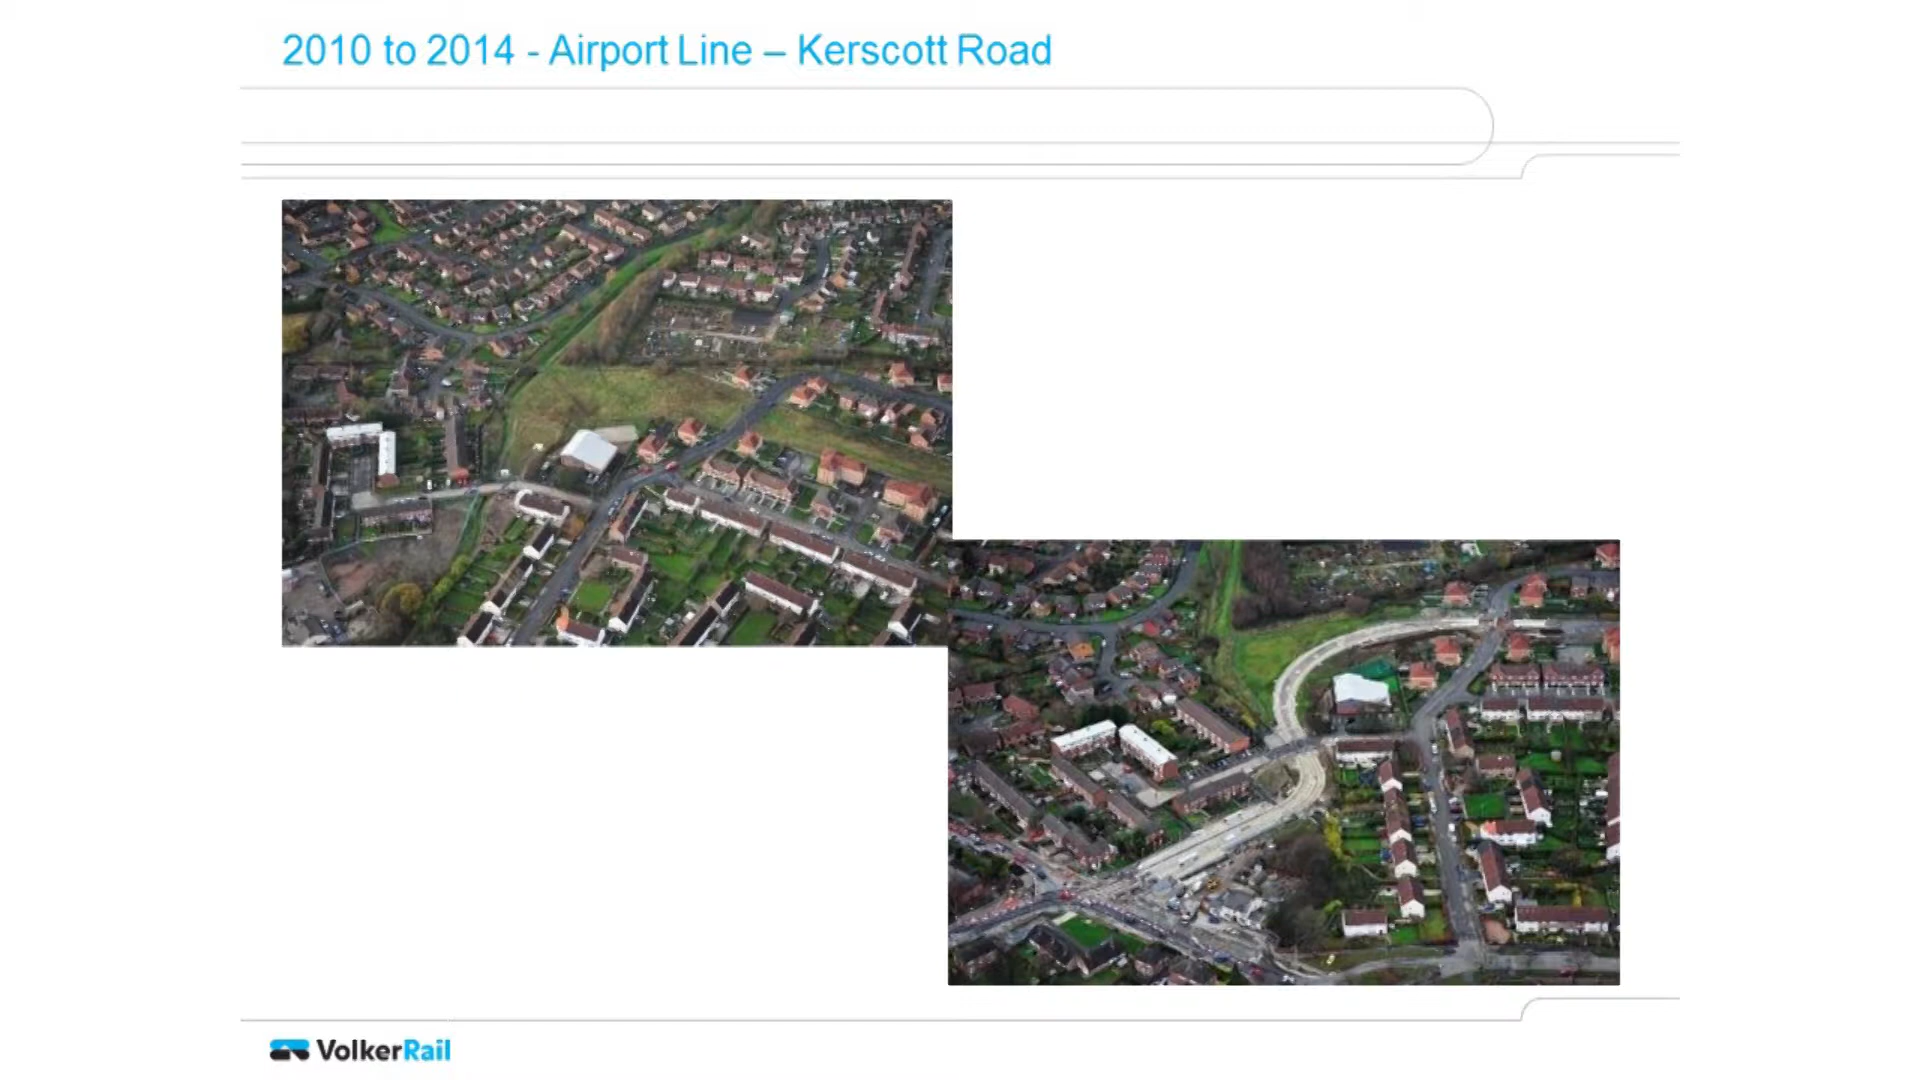 2010 to 2014 - Airport Line – Kerscott Road
VolkerRail